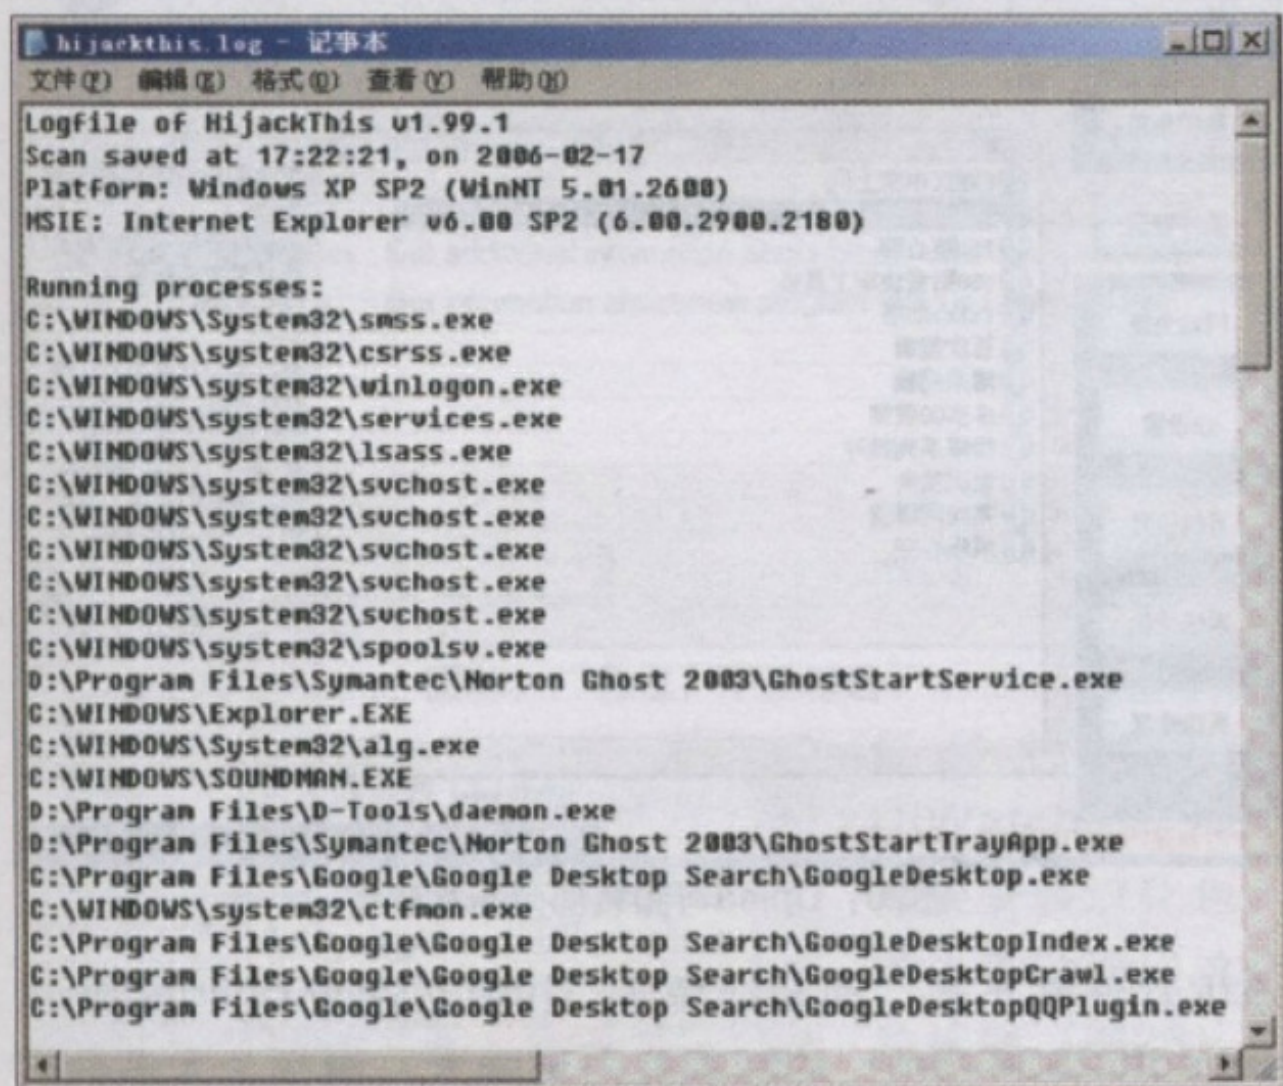 hijackthis.log - 记事本
文件(F) 编辑(E) 格式(O) 查看(V) 帮助(H)
Logfile of HijackThis v1.99.1
Scan saved at 17:22:21, on 2006-02-17
Platform: Windows XP SP2 (WinNT 5.01.2600)
MSIE: Internet Explorer v6.00 SP2 (6.00.2900.2180)
Running processes:
C:\WINDOWS\System32\smss.exe
C:\WINDOWS\system32\csrss.exe
C:\WINDOWS\system32\winlogon.exe
C:\WINDOWS\system32\services.exe
C:\WINDOWS\system32\lsass.exe
C:\WINDOWS\system32\svchost.exe
C:\WINDOWS\system32\svchost.exe
C:\WINDOWS\System32\svchost.exe
C:\WINDOWS\system32\svchost.exe
C:\WINDOWS\system32\svchost.exe
C:\WINDOWS\system32\spoolsv.exe
D:\Program Files\Symantec\Norton Ghost 2003\GhostStartService.exe
C:\WINDOWS\Explorer.EXE
C:\WINDOWS\System32\alg.exe
C:\WINDOWS\SOUNDMAN.EXE
D:\Program Files\D-Tools\daemon.exe
D:\Program Files\Symantec\Norton Ghost 2003\GhostStartTrayApp.exe
C:\Program Files\Google\Google Desktop Search\GoogleDesktop.exe
C:\WINDOWS\system32\ctfmon.exe
C:\Program Files\Google\Google Desktop Search\GoogleDesktopIndex.exe
C:\Program Files\Google\Google Desktop Search\GoogleDesktopCrawl.exe
C:\Program Files\Google\Google Desktop Search\GoogleDesktopQQPlugin.exe